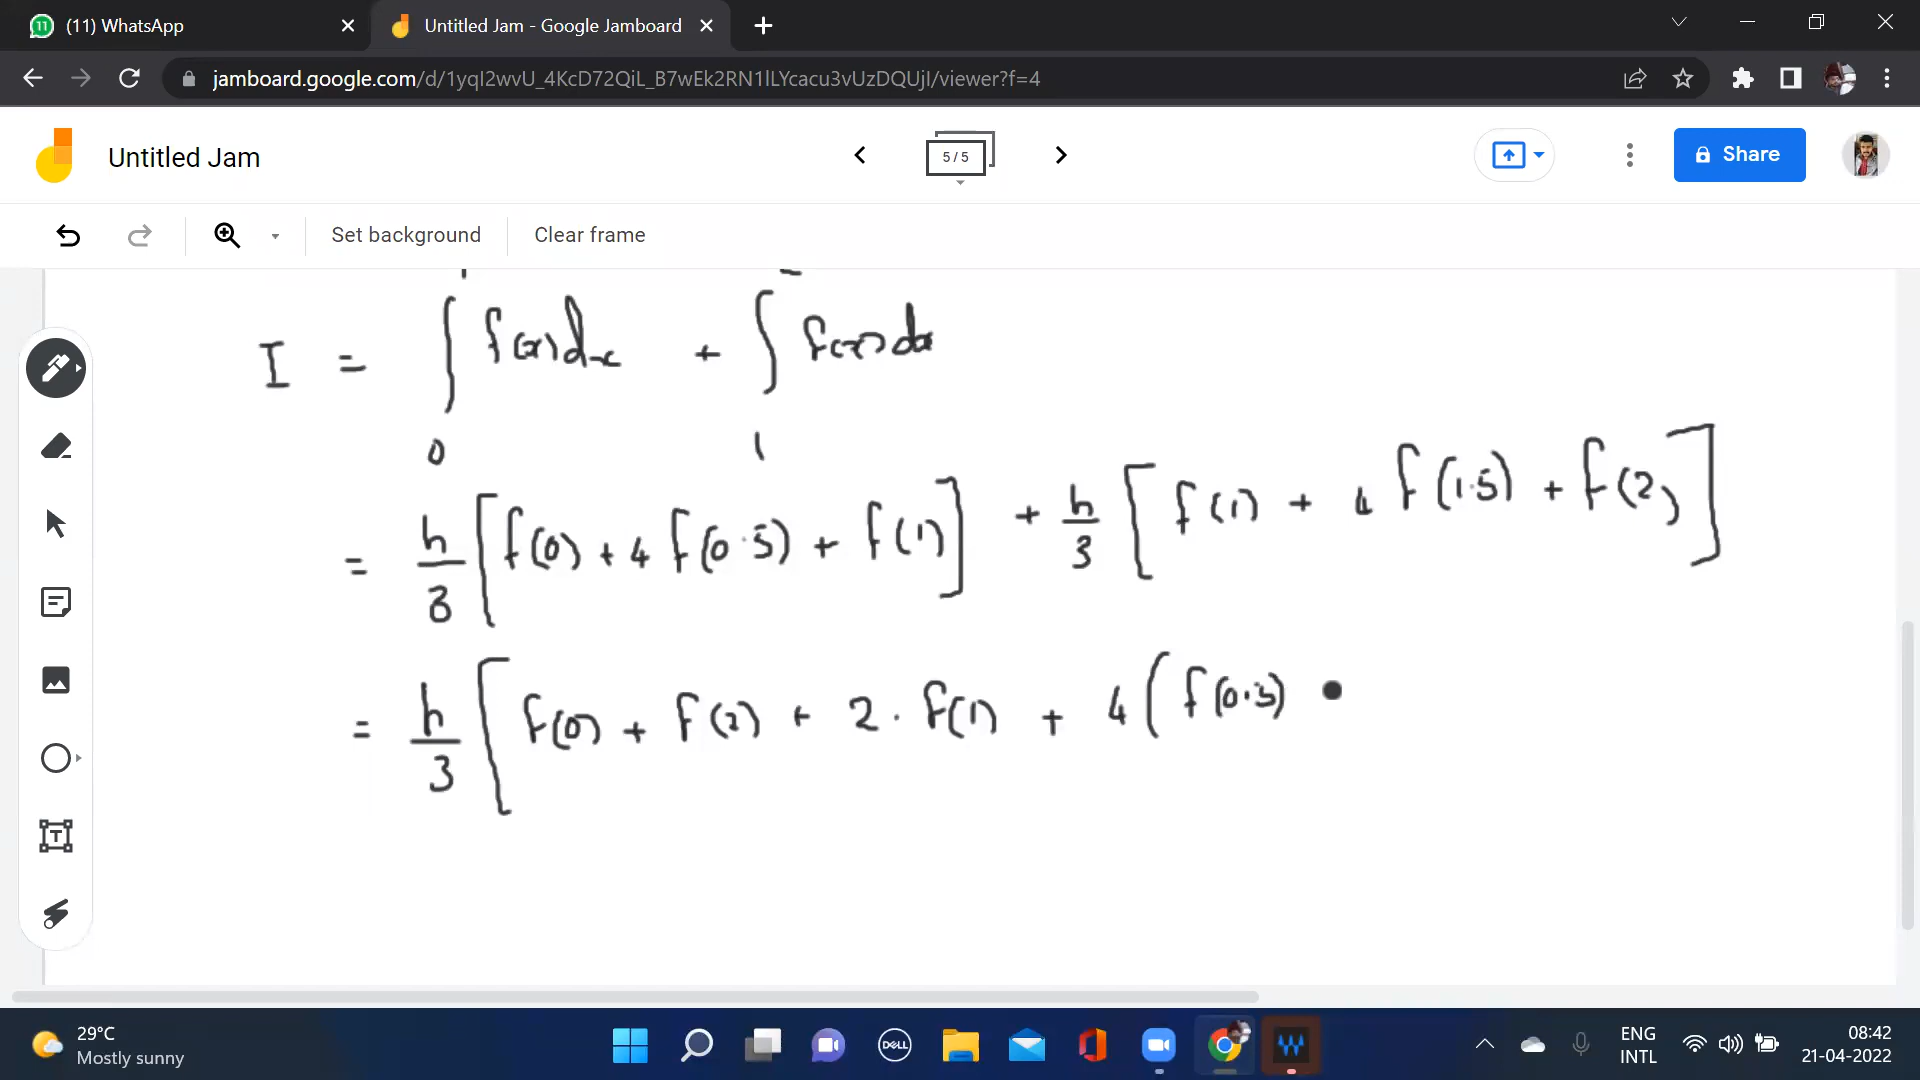 (11) WhatsApp
Untitled Jam - Google Jamboard
jamboard.google.com/d/1yqI2wvU_4KcD72QiL_B7wEk2RN1lLYcacu3vUzDQUjI/viewer?f=4
Untitled Jam
5 / 5
Share
Set background
Clear frame
I = ∫ f(x)dx + ∫ f(x)dx
0 1
= h/3 [f(0) + 4 f(0.5) + f(1)] + h/3 [f(1) + 4 f(1.5) + f(2)]
= h/3 [f(0) + f(2) + 2 . f(1) + 4 ( f(0.5)
29°C
Mostly sunny
DELL
ENG
INTL
08:42
21-04-2022